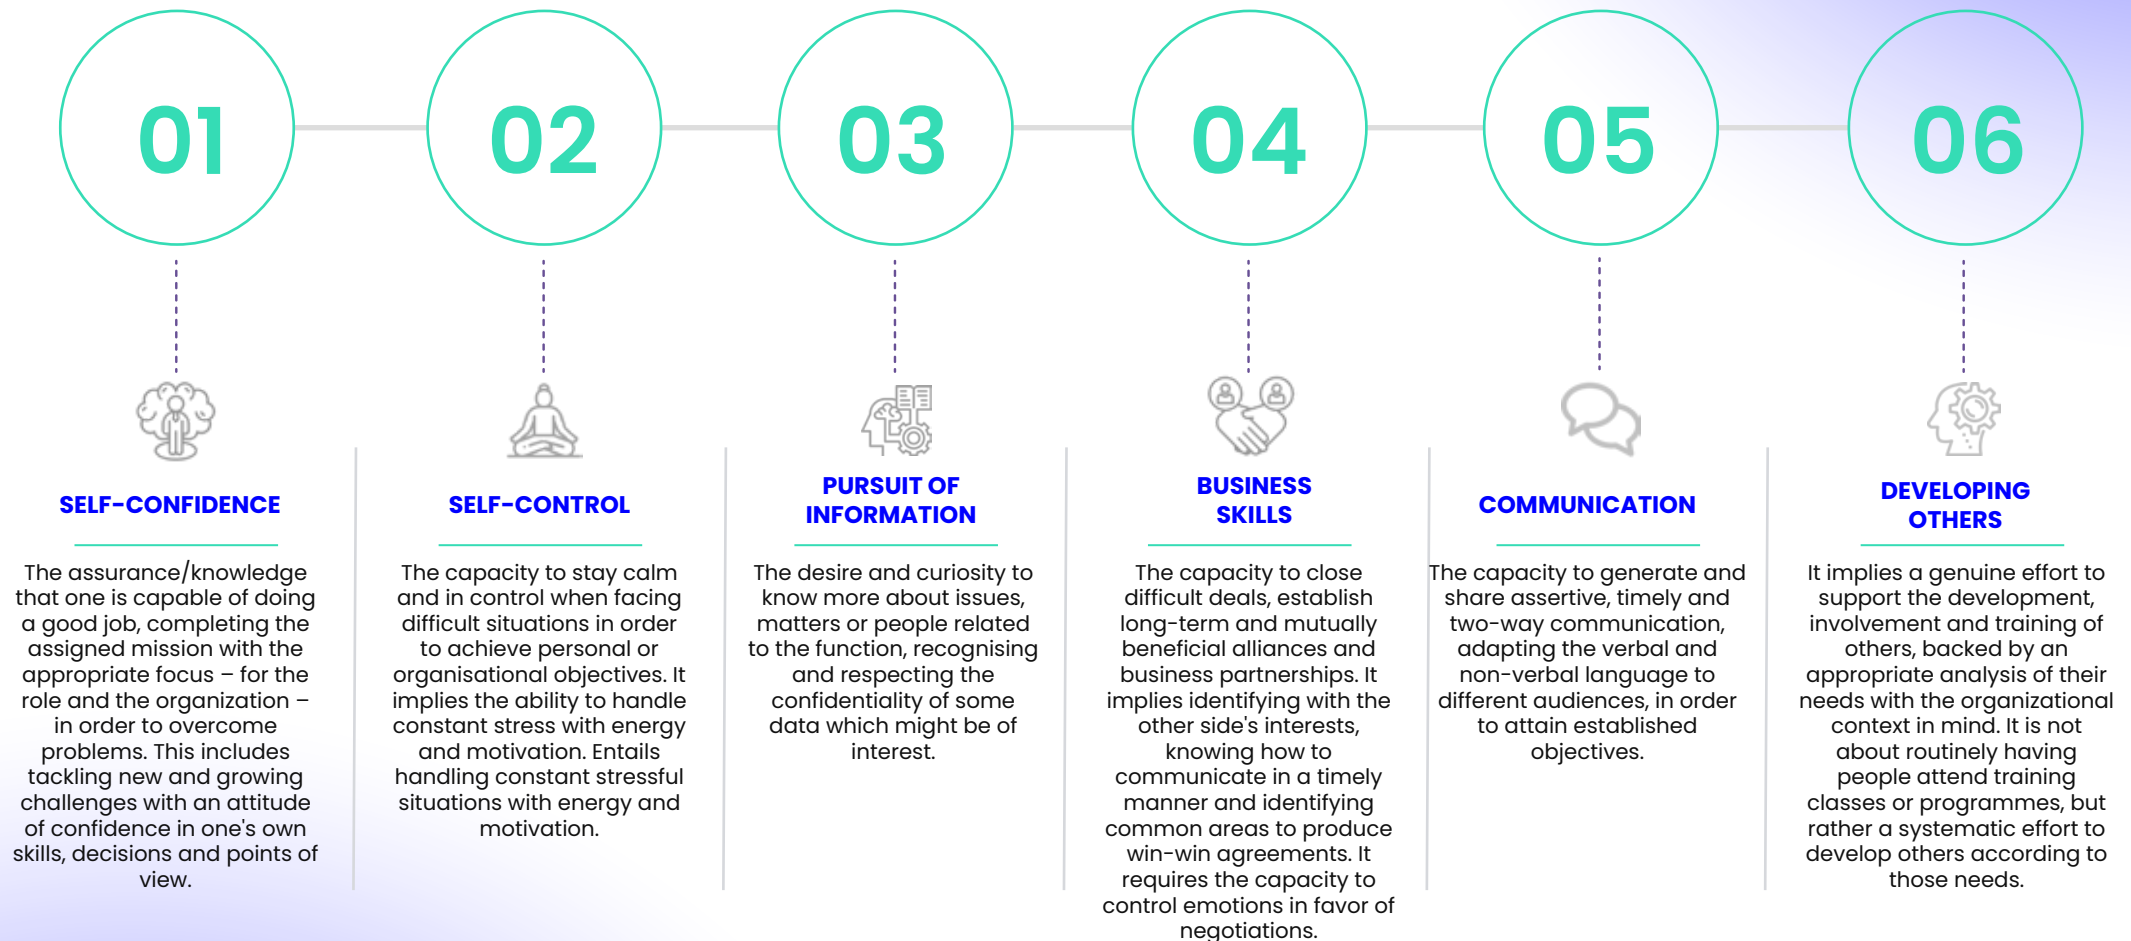 01
02
03
04
05
06
SELF-CONFIDENCE
The assurance/knowledge
that one is capable of doing
a good job, completing the
assigned mission with the
appropriate focus – for the
role and the organization –
in order to overcome
problems. This includes
tackling new and growing
challenges with an attitude
of confidence in one's own
skills, decisions and points of
view.
SELF-CONTROL
The capacity to stay calm
and in control when facing
difficult situations in order
to achieve personal or
organisational objectives. It
implies the ability to handle
constant stress with energy
and motivation. Entails
handling constant stressful
situations with energy and
motivation.
PURSUIT OF
INFORMATION
The desire and curiosity to
know more about issues,
matters or people related
to the function, recognising
and respecting the
confidentiality of some
data which might be of
interest.
BUSINESS
SKILLS
The capacity to close
difficult deals, establish
long-term and mutually
beneficial alliances and
business partnerships. It
implies identifying with the
other side's interests,
knowing how to
communicate in a timely
manner and identifying
common areas to produce
win-win agreements. It
requires the capacity to
control emotions in favor of
negotiations.
COMMUNICATION
The capacity to generate and
share assertive, timely and
two-way communication,
adapting the verbal and
non-verbal language to
different audiences, in order
to attain established
objectives.
DEVELOPING
OTHERS
It implies a genuine effort to
support the development,
involvement and training of
others, backed by an
appropriate analysis of their
needs with the organizational
context in mind. It is not
about routinely having
people attend training
classes or programmes, but
rather a systematic effort to
develop others according to
those needs.